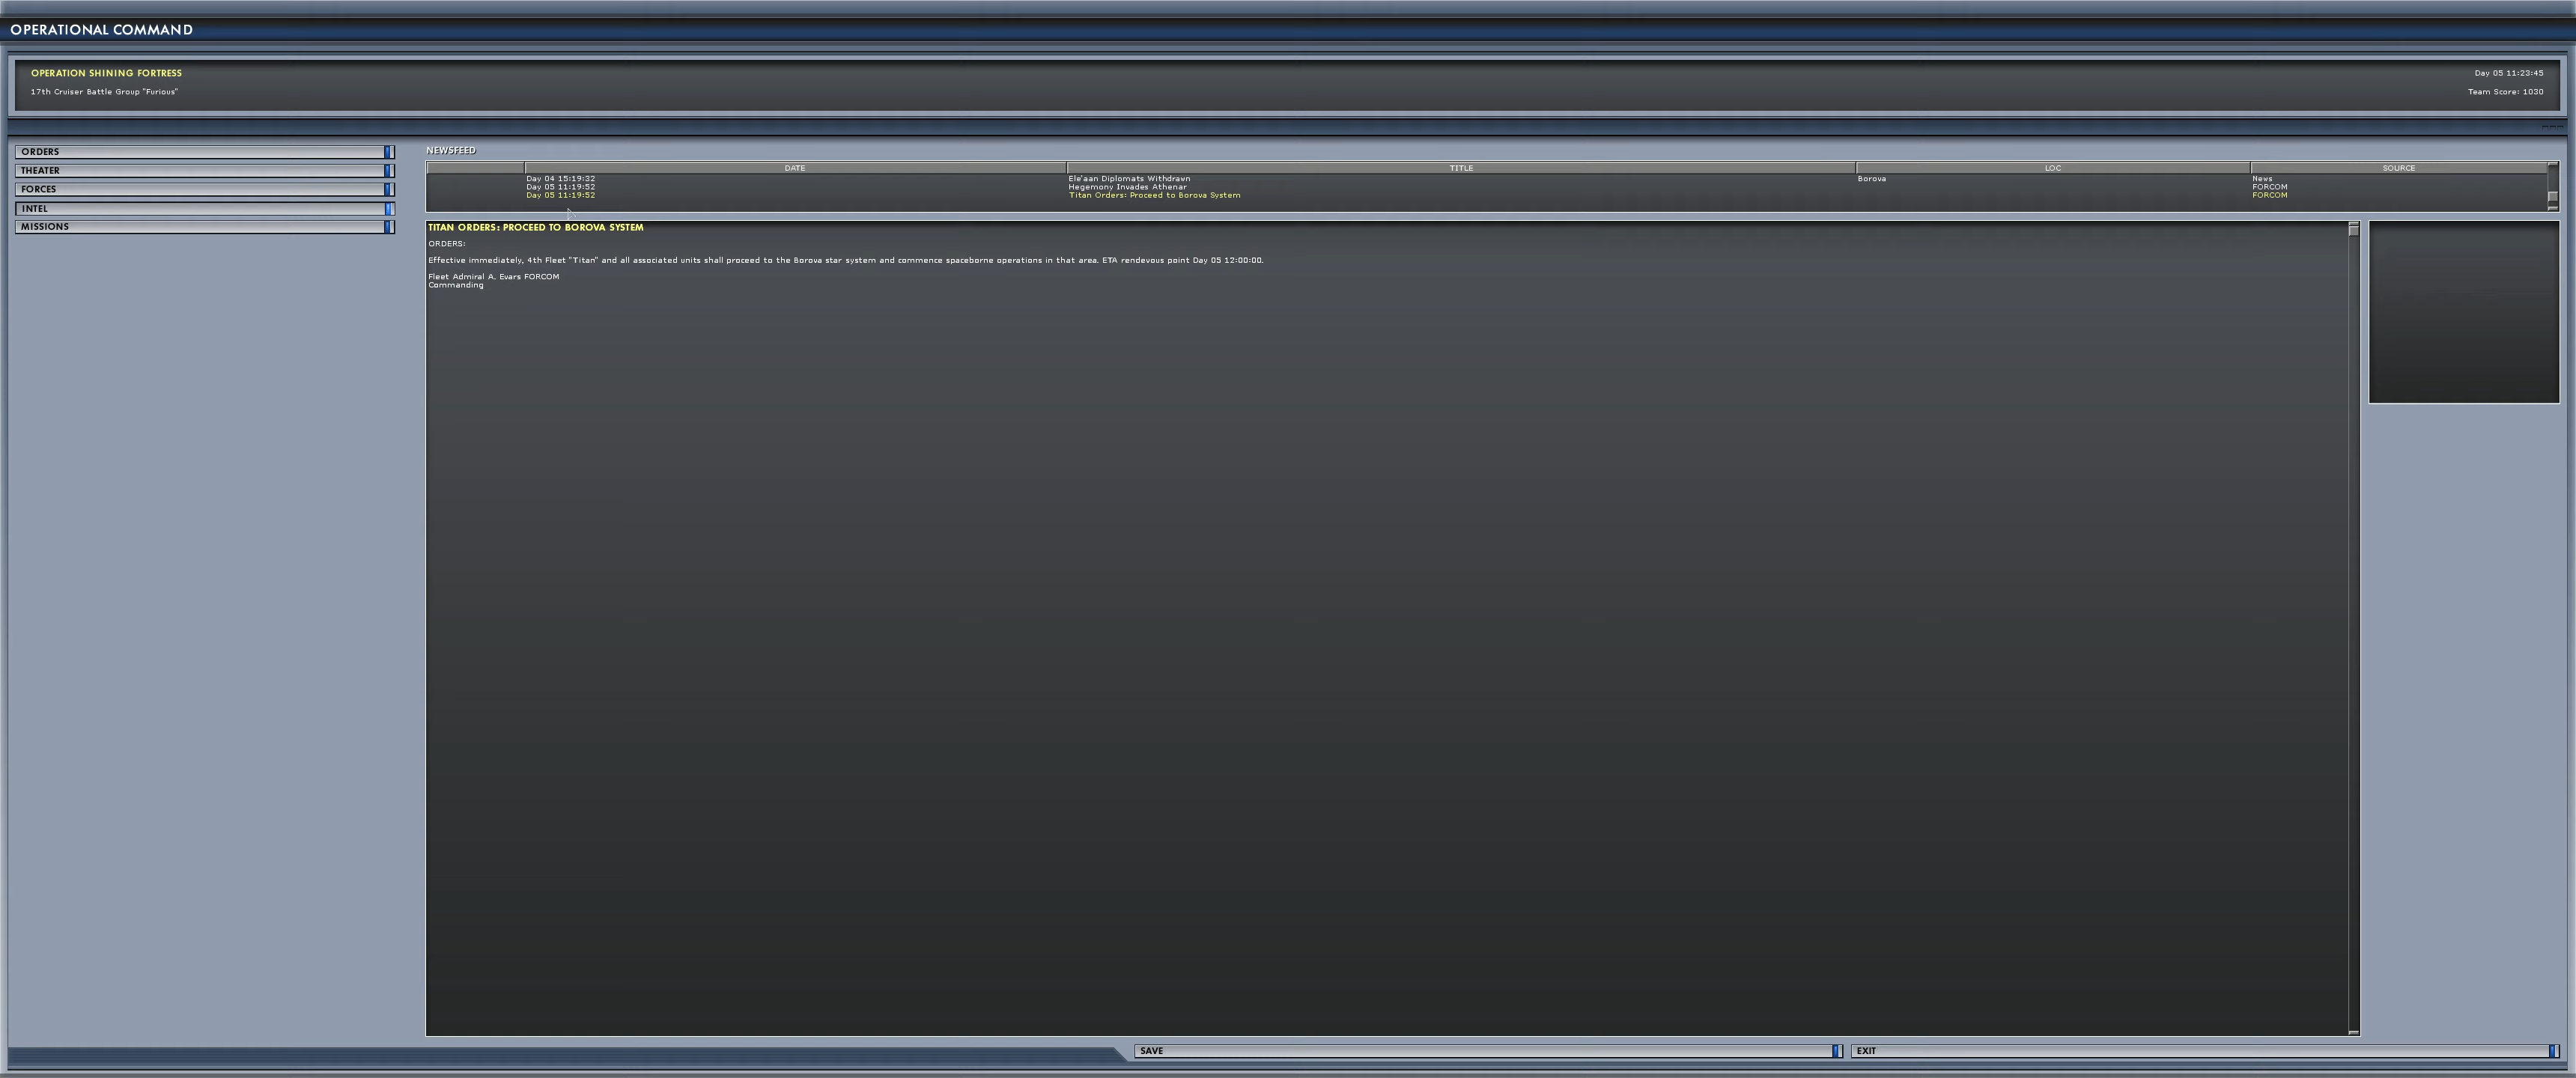 OPERATIONAL COMMAND
OPERATION SHINING FORTRESS
Day 05 11:23:45
17th Cruiser Battle Group "Furious"
Team Score: 1030
ORDERS
THEATER
FORCES
INTEL
MISSIONS
NEWSFEED
DATE TITLE LOC SOURCE
Day 04 15:19:32 Ele'aan Diplomats Withdrawn Borova News
Day 05 11:19:52 Hegemony Invades Athenar FORCOM
Day 05 11:19:52 Titan Orders: Proceed to Borova System FORCOM
TITAN ORDERS: PROCEED TO BOROVA SYSTEM
ORDERS:
Effective immediately, 4th Fleet "Titan" and all associated units shall proceed to the Borova star system and commence spaceborne operations in that area. ETA rendevous point Day 05 12:00:00.
Fleet Admiral A. Evars FORCOM
Commanding
SAVE
EXIT